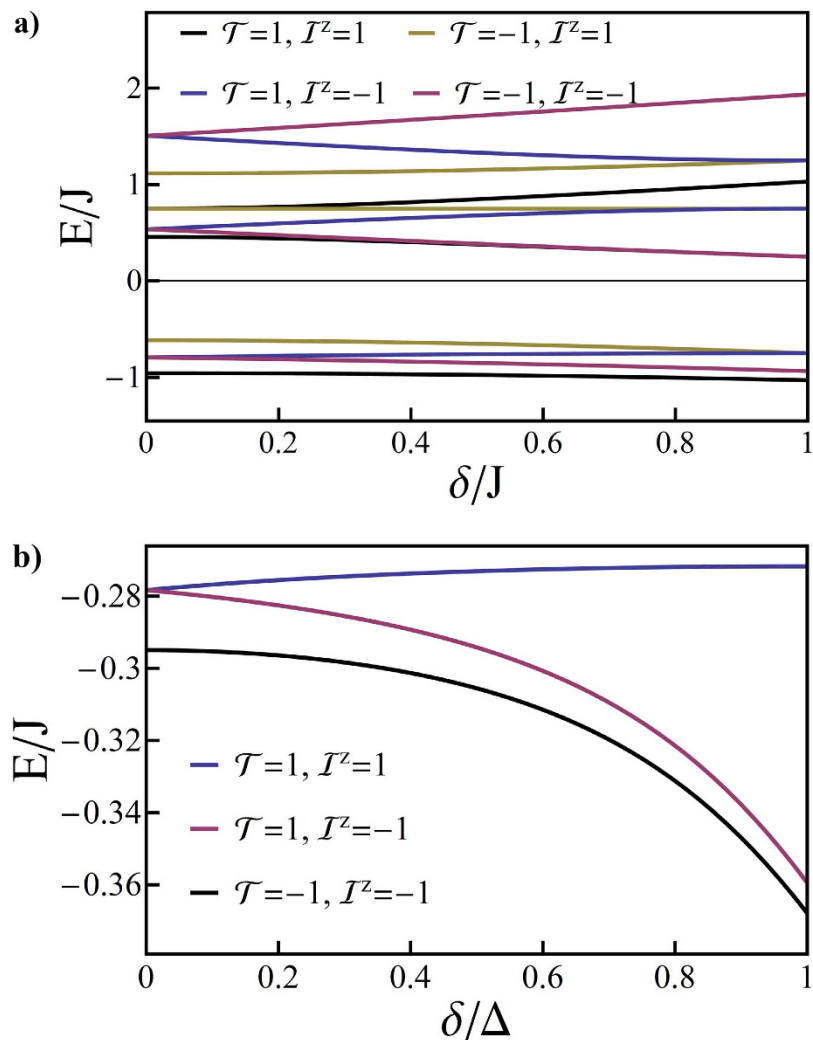 a)
𝒯=1, ℐᶻ=1
𝒯=−1, ℐᶻ=1
𝒯=1, ℐᶻ=−1
𝒯=−1, ℐᶻ=−1
2
1
0
−1
E/J
0 0.2 0.4 0.6 0.8 1
δ/J
b)
−0.28
−0.3
−0.32
−0.34
−0.36
E/J
𝒯=1, ℐᶻ=1
𝒯=1, ℐᶻ=−1
𝒯=−1, ℐᶻ=−1
0 0.2 0.4 0.6 0.8 1
δ/Δ